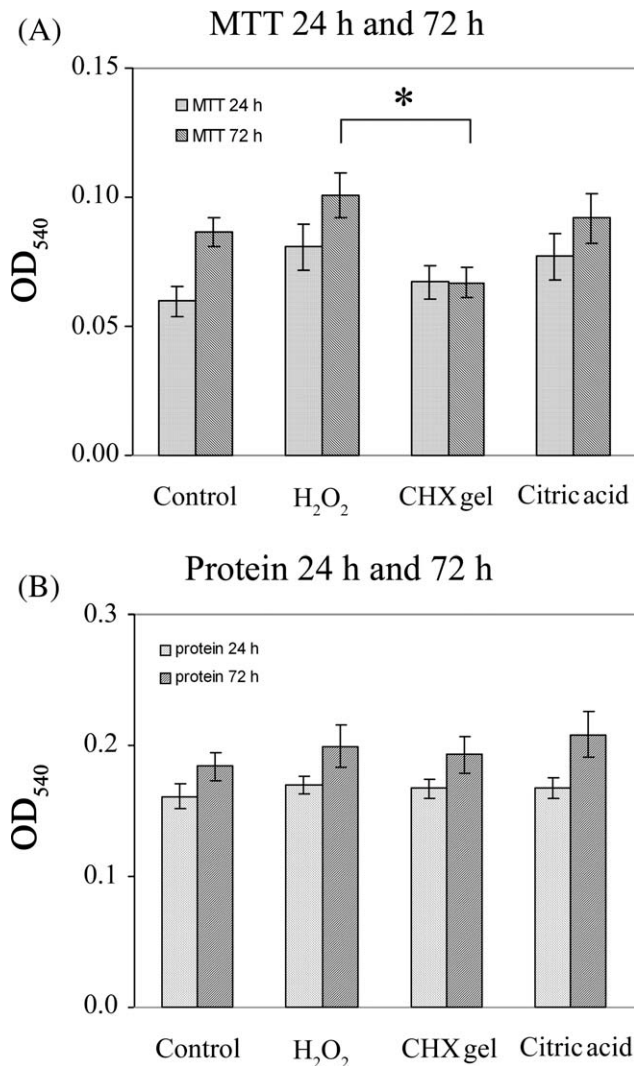 (A) MTT 24 h and 72 h
0.15
MTT 24 h
MTT 72 h
*
0.10
OD540
0.05
0.00
Control H2O2 CHX gel Citric acid
(B) Protein 24 h and 72 h
0.3
protein 24 h
protein 72 h
0.2
OD540
0.1
0.0
Control H2O2 CHX gel Citric acid